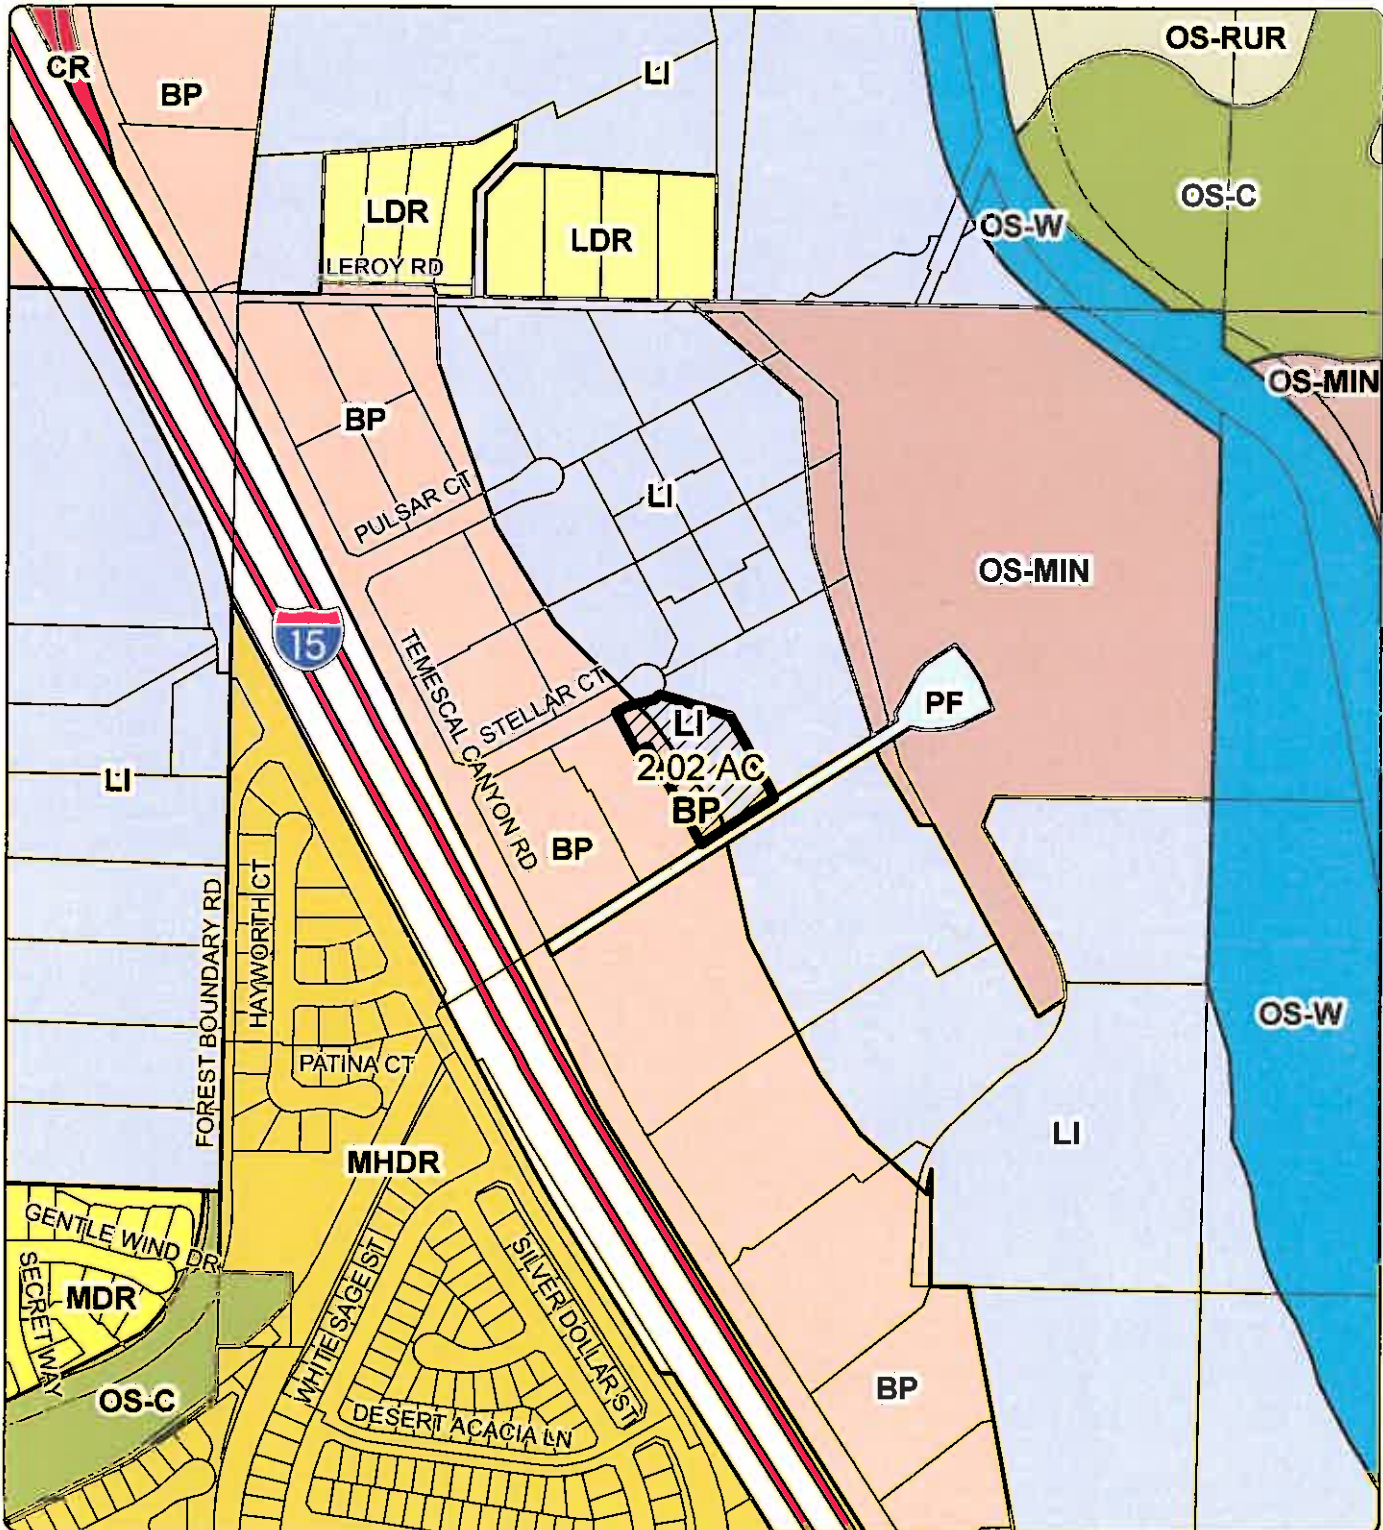 OS-RUR
CR
LI
BP
OS-C
LDR
OS-W
LDR
LEROY RD
OS-MIN
BP
LI
PULSAR CT
OS-MIN
15
TEMESCAL CANYON RD
STELLAR CT
PF
LI
2.02 AC
LI
BP
BP
FOREST BOUNDARY RD
HAYWORTH CT
OS-W
PATINA CT
LI
MHDR
GENTLE WIND DR
SECRET WAY
SILVER DOLLAR ST
WHITE SAGE ST
MDR
BP
OS-C
DESERT ACACIA LN